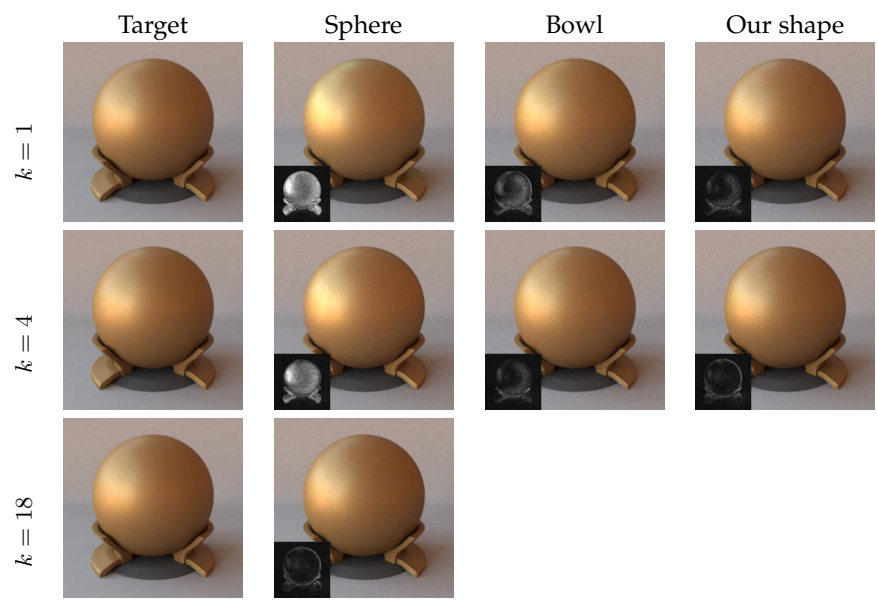 Target Sphere Bowl Our shape
k = 1
k = 4
k = 18